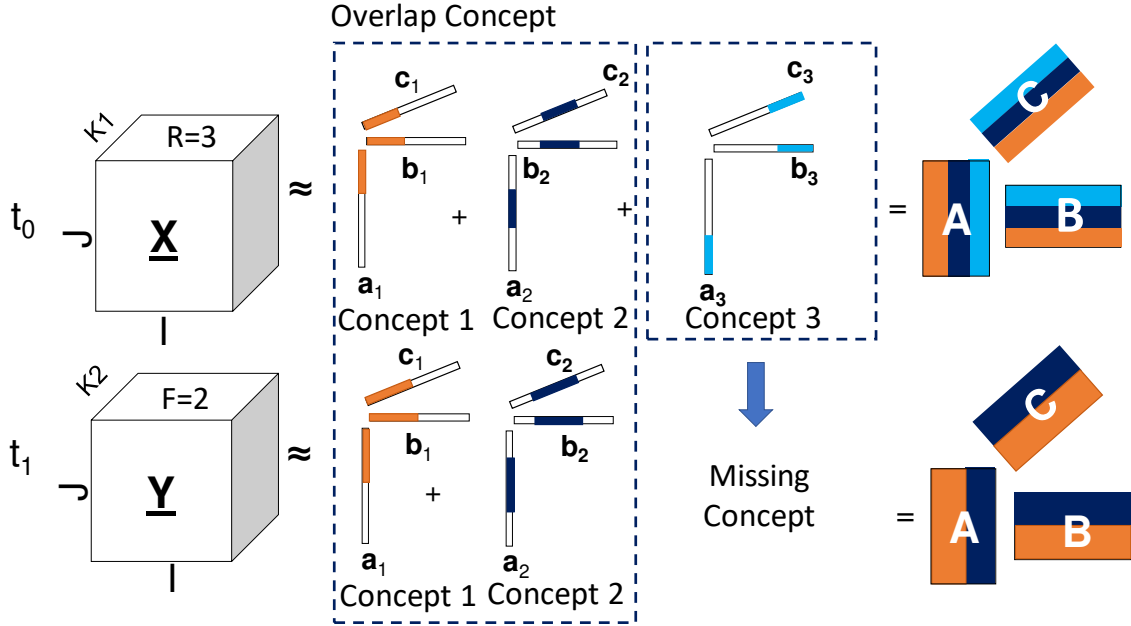 Overlap Concept
K1
R=3
t0
J
X
I
≈
c1
b1
a1
Concept 1
+
c2
b2
a2
Concept 2
+
c3
b3
a3
Concept 3
=
A
B
C
K2
F=2
t1
J
Y
I
≈
c1
b1
a1
Concept 1
+
c2
b2
a2
Concept 2
Missing
Concept
=
A
B
C